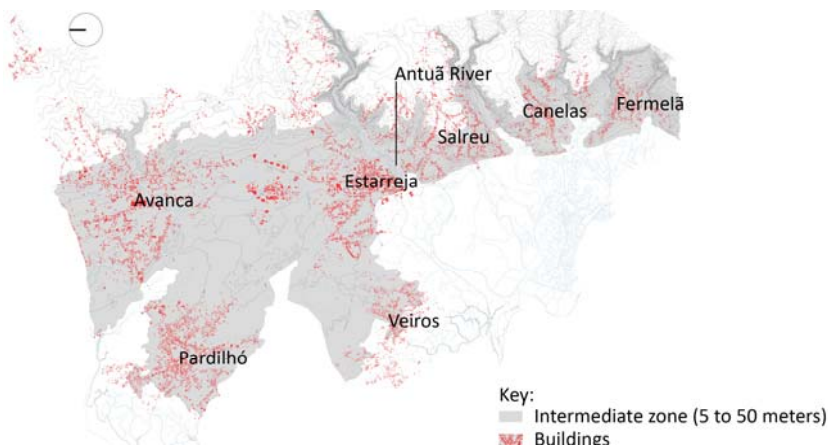 Antuã River
Canelas
Fermelã
Salreu
Estarreja
Avanca
Veiros
Pardilhó
Key:
Intermediate zone (5 to 50 meters)
Buildings